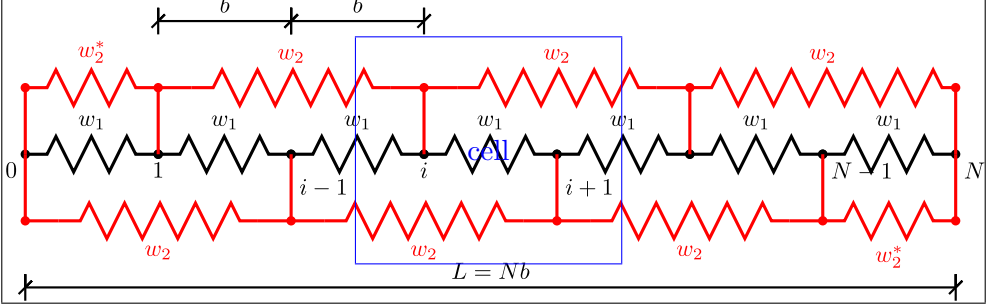 b b
w₂* w₂ w₂ w₂
w₁ w₁ w₁ w₁ w₁ w₁ w₁
cell
0 1 i − 1 i i + 1 N − 1 N
w₂ w₂ w₂ w₂*
L = Nb